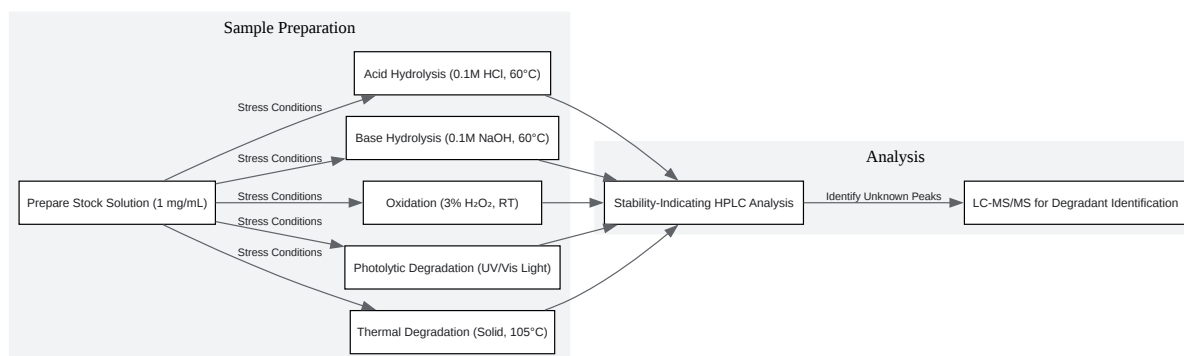 Sample Preparation
Acid Hydrolysis (0.1M HCl, 60°C)
Stress Conditions
Base Hydrolysis (0.1M NaOH, 60°C)
Analysis
Stress Conditions
Prepare Stock Solution (1 mg/mL)
Stress Conditions
Oxidation (3% H₂O₂, RT)
Stability-Indicating HPLC Analysis
Identify Unknown Peaks
LC-MS/MS for Degradant Identification
Stress Conditions
Photolytic Degradation (UV/Vis Light)
Stress Conditions
Thermal Degradation (Solid, 105°C)